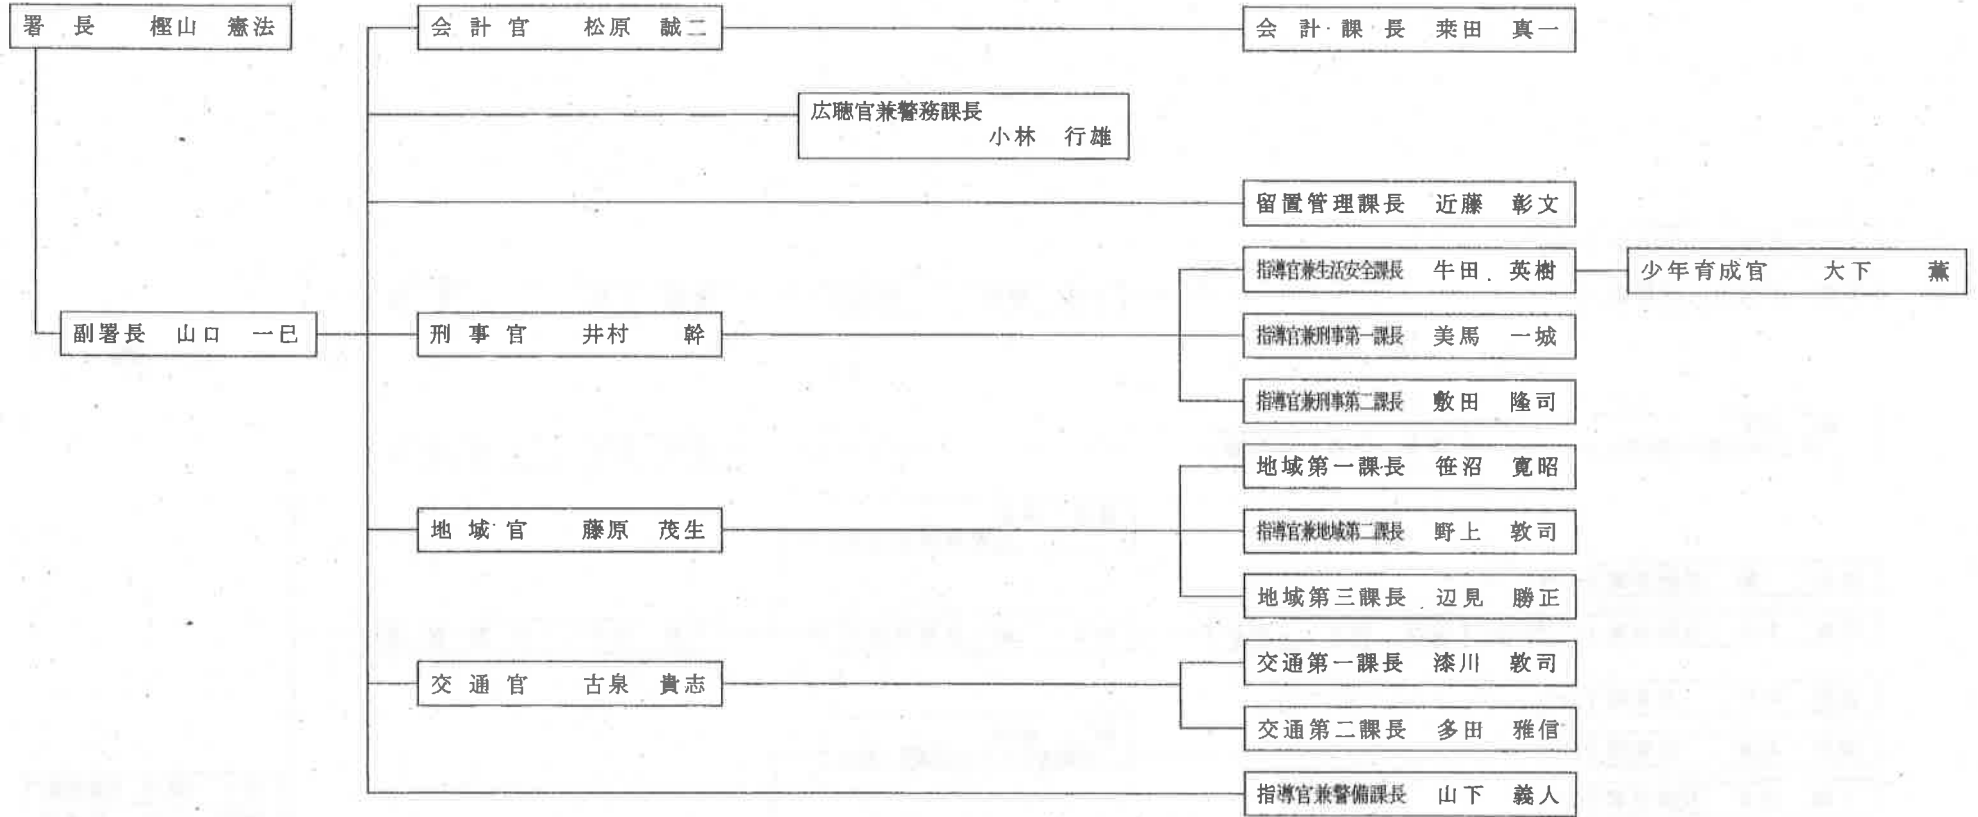 署長 樫山 憲法
会計官 松原 誠二
会計課長 桒田 真一
広聴官兼警務課長
小林 行雄
留置管理課長 近藤 彰文
指導官兼生活安全課長 牛田 英樹
少年育成官 大下 薫
副署長 山口 一巳
刑事官 井村 幹
指導官兼刑事第一課長 美馬 一城
指導官兼刑事第二課長 敷田 隆司
地域第一課長 笹沼 寛昭
地域官 藤原 茂生
指導官兼地域第二課長 野上 敦司
地域第三課長 辺見 勝正
交通第一課長 漆川 敦司
交通官 古泉 貴志
交通第二課長 多田 雅信
指導官兼警備課長 山下 義人